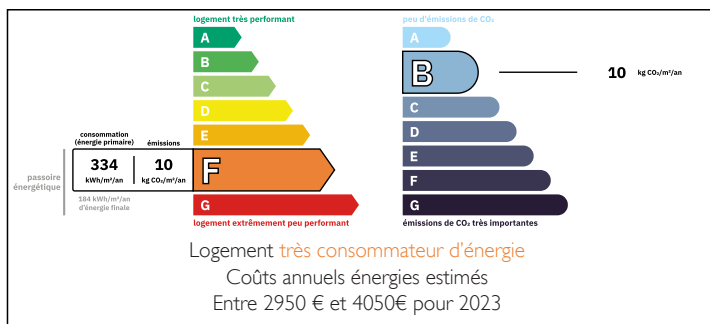 logement très performant
A
B
C
D
E
consommation
(énergie primaire)
émissions
334
kWh/m²/an
10
kg CO₂/m²/an
F
passoire
énergétique
184 kWh/m²/an
d'énergie finale
G
logement extrêmement peu performant
peu d'émissions de CO₂
A
B
10 kg CO₂/m²/an
C
D
E
F
G
émissions de CO₂ très importantes
Logement très consommateur d'énergie
Coûts annuels énergies estimés
Entre 2950 € et 4050€ pour 2023